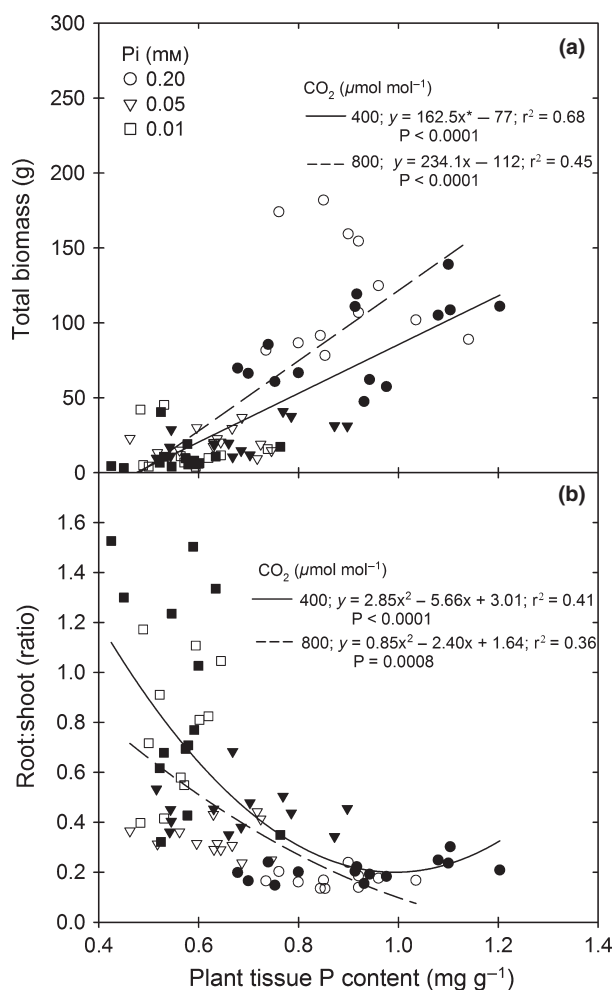 300
(a)
Pi (mM)
0.20
0.05
0.01
CO₂ (μmol mol⁻¹)
400; y = 162.5x* – 77; r² = 0.68
P < 0.0001
800; y = 234.1x – 112; r² = 0.45
P < 0.0001
250
200
150
100
50
0
Total biomass (g)
(b)
CO₂ (μmol mol⁻¹)
400; y = 2.85x² – 5.66x + 3.01; r² = 0.41
P < 0.0001
800; y = 0.85x² – 2.40x + 1.64; r² = 0.36
P = 0.0008
1.6
1.4
1.2
1.0
0.8
0.6
0.4
0.2
0.0
Root:shoot (ratio)
0.4 0.6 0.8 1.0 1.2 1.4
Plant tissue P content (mg g⁻¹)